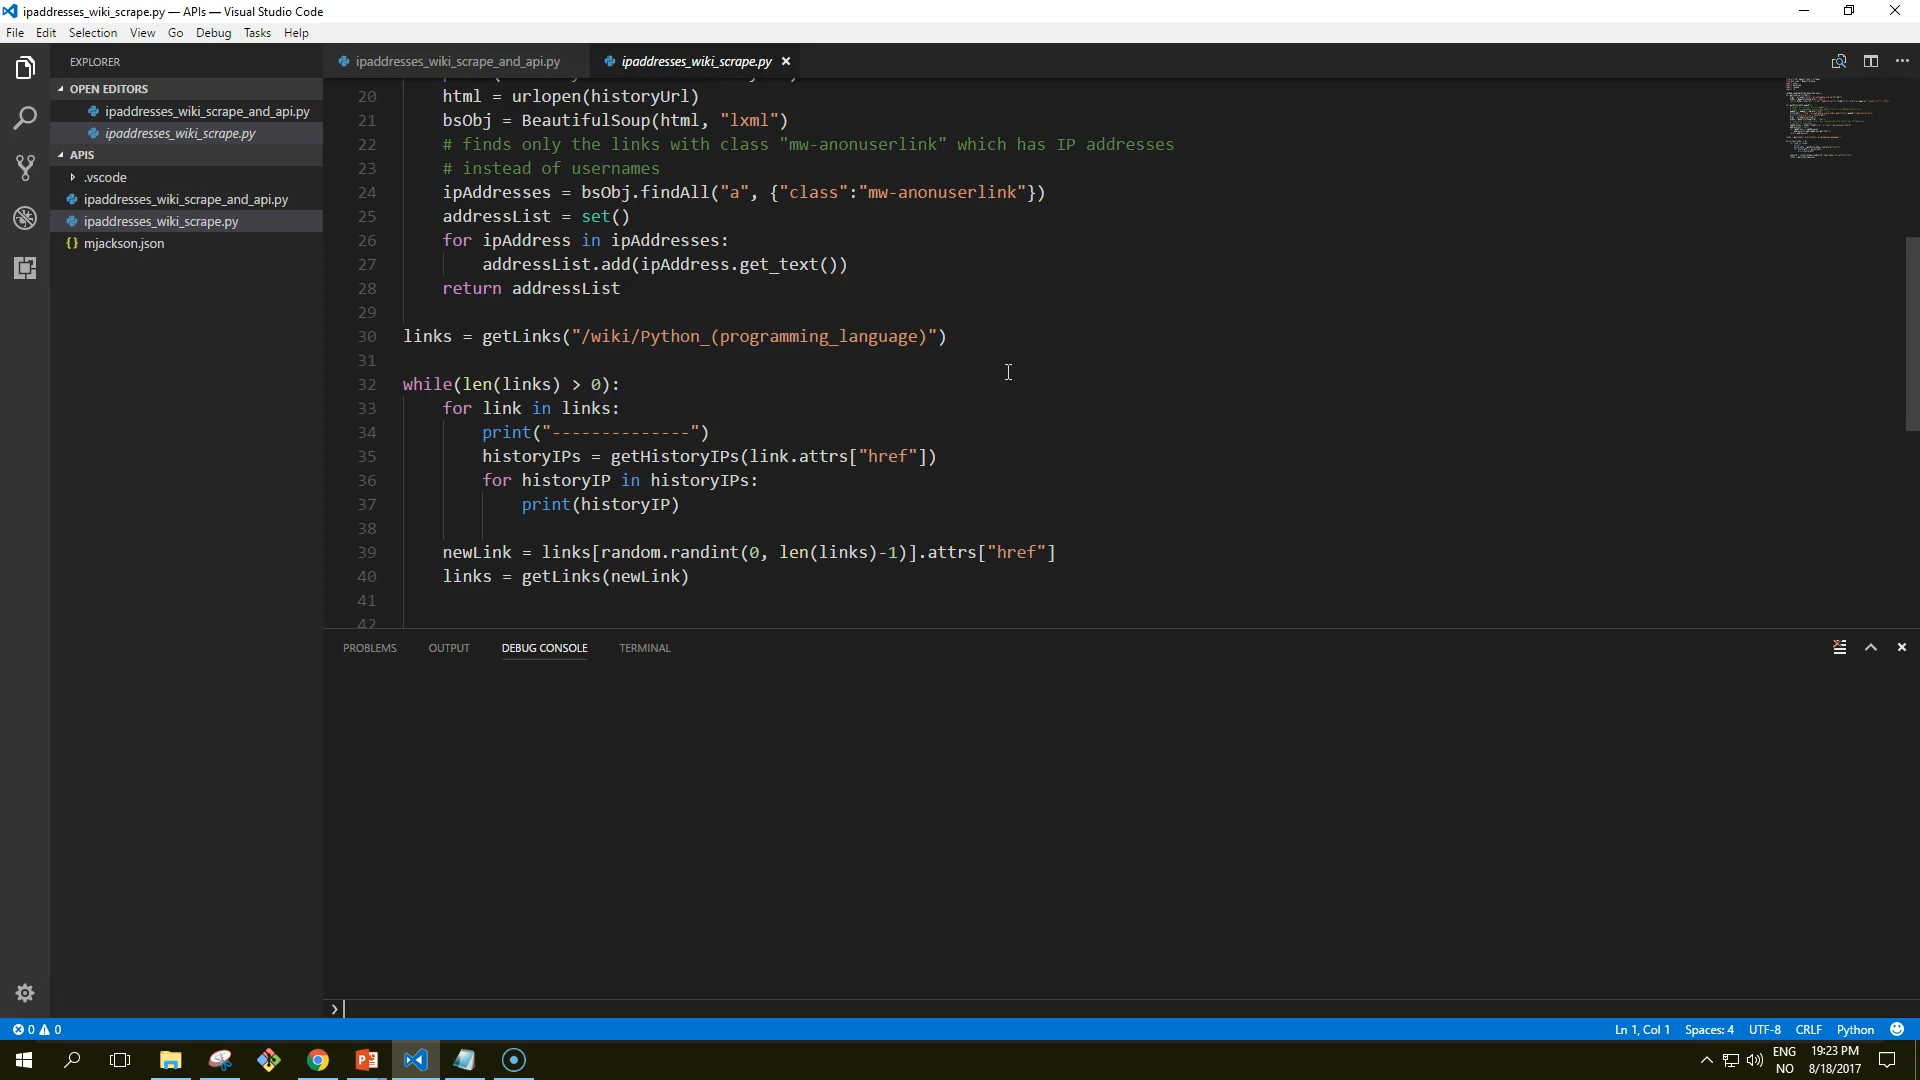 ipaddresses_wiki_scrape.py — APIs — Visual Studio Code
File Edit Selection View Go Debug Tasks Help
EXPLORER
OPEN EDITORS
ipaddresses_wiki_scrape_and_api.py
ipaddresses_wiki_scrape.py
APIS
.vscode
ipaddresses_wiki_scrape_and_api.py
ipaddresses_wiki_scrape.py
{} mjackson.json
ipaddresses_wiki_scrape_and_api.py ipaddresses_wiki_scrape.py
20 html = urlopen(historyUrl)
21 bsObj = BeautifulSoup(html, "lxml")
22 # finds only the links with class "mw-anonuserlink" which has IP addresses
23 # instead of usernames
24 ipAddresses = bsObj.findAll("a", {"class":"mw-anonuserlink"})
25 addressList = set()
26 for ipAddress in ipAddresses:
27 addressList.add(ipAddress.get_text())
28 return addressList
29
30 links = getLinks("/wiki/Python_(programming_language)")
31
32 while(len(links) > 0):
33 for link in links:
34 print("--------------")
35 historyIPs = getHistoryIPs(link.attrs["href"])
36 for historyIP in historyIPs:
37 print(historyIP)
38
39 newLink = links[random.randint(0, len(links)-1)].attrs["href"]
40 links = getLinks(newLink)
41
42
PROBLEMS OUTPUT DEBUG CONSOLE TERMINAL
0 0
Ln 1, Col 1 Spaces: 4 UTF-8 CRLF Python
ENG
NO
19:23 PM
8/18/2017